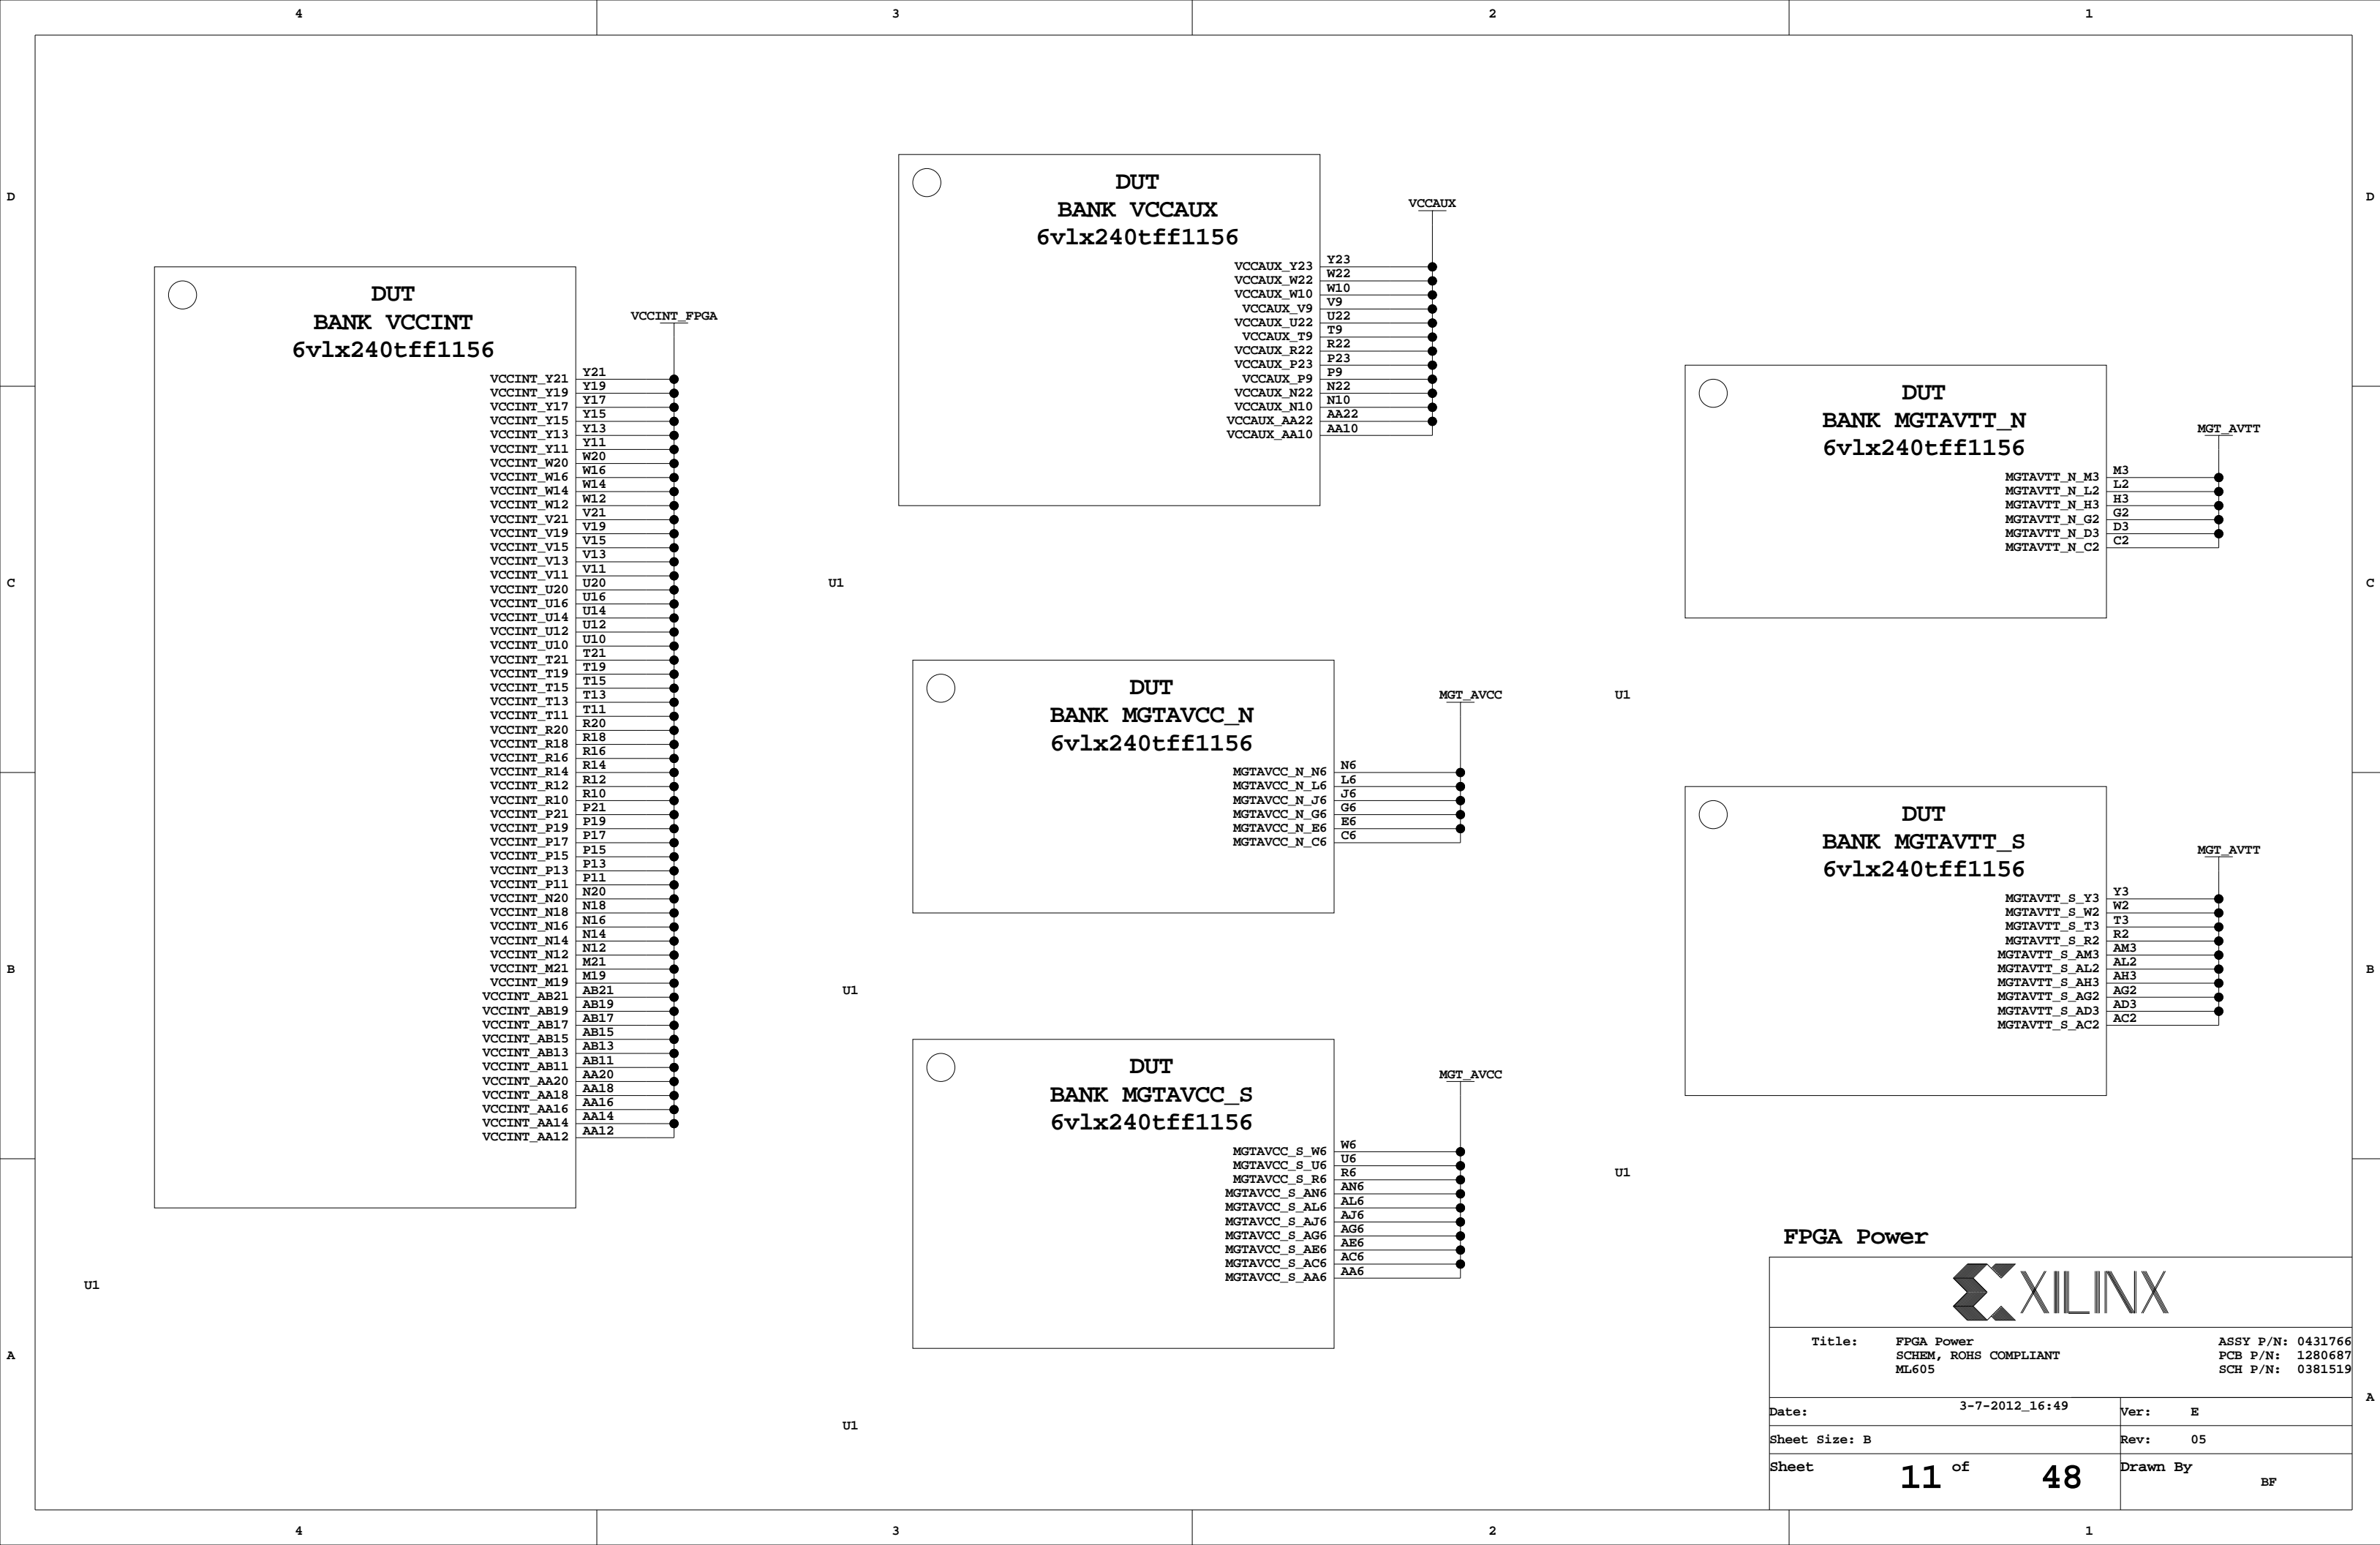 4 3 2 1
D D
C C
B B
A A
DUT
BANK VCCINT
6vlx240tff1156
VCCINT_FPGA
VCCINT_Y21 Y21
VCCINT_Y19 Y19
VCCINT_Y17 Y17
VCCINT_Y15 Y15
VCCINT_Y13 Y13
VCCINT_Y11 Y11
VCCINT_W20 W20
VCCINT_W16 W16
VCCINT_W14 W14
VCCINT_W12 W12
VCCINT_V21 V21
VCCINT_V19 V19
VCCINT_V15 V15
VCCINT_V13 V13
VCCINT_V11 V11
VCCINT_U20 U20
VCCINT_U16 U16
VCCINT_U14 U14
VCCINT_U12 U12
VCCINT_U10 U10
VCCINT_T21 T21
VCCINT_T19 T19
VCCINT_T15 T15
VCCINT_T13 T13
VCCINT_T11 T11
VCCINT_R20 R20
VCCINT_R18 R18
VCCINT_R16 R16
VCCINT_R14 R14
VCCINT_R12 R12
VCCINT_R10 R10
VCCINT_P21 P21
VCCINT_P19 P19
VCCINT_P17 P17
VCCINT_P15 P15
VCCINT_P13 P13
VCCINT_P11 P11
VCCINT_N20 N20
VCCINT_N18 N18
VCCINT_N16 N16
VCCINT_N14 N14
VCCINT_N12 N12
VCCINT_M21 M21
VCCINT_M19 M19
VCCINT_AB21 AB21
VCCINT_AB19 AB19
VCCINT_AB17 AB17
VCCINT_AB15 AB15
VCCINT_AB13 AB13
VCCINT_AB11 AB11
VCCINT_AA20 AA20
VCCINT_AA18 AA18
VCCINT_AA16 AA16
VCCINT_AA14 AA14
VCCINT_AA12 AA12
U1
DUT
BANK VCCAUX
6vlx240tff1156
VCCAUX
VCCAUX_Y23 Y23
VCCAUX_W22 W22
VCCAUX_W10 W10
VCCAUX_V9 V9
VCCAUX_U22 U22
VCCAUX_T9 T9
VCCAUX_R22 R22
VCCAUX_P23 P23
VCCAUX_P9 P9
VCCAUX_N22 N22
VCCAUX_N10 N10
VCCAUX_AA22 AA22
VCCAUX_AA10 AA10
U1
DUT
BANK MGTAVCC_N
6vlx240tff1156
MGT_AVCC
MGTAVCC_N_N6 N6
MGTAVCC_N_L6 L6
MGTAVCC_N_J6 J6
MGTAVCC_N_G6 G6
MGTAVCC_N_E6 E6
MGTAVCC_N_C6 C6
U1
DUT
BANK MGTAVCC_S
6vlx240tff1156
MGT_AVCC
MGTAVCC_S_W6 W6
MGTAVCC_S_U6 U6
MGTAVCC_S_R6 R6
MGTAVCC_S_AN6 AN6
MGTAVCC_S_AL6 AL6
MGTAVCC_S_AJ6 AJ6
MGTAVCC_S_AG6 AG6
MGTAVCC_S_AE6 AE6
MGTAVCC_S_AC6 AC6
MGTAVCC_S_AA6 AA6
U1
DUT
BANK MGTAVTT_N
6vlx240tff1156
MGT_AVTT
MGTAVTT_N_M3 M3
MGTAVTT_N_L2 L2
MGTAVTT_N_H3 H3
MGTAVTT_N_G2 G2
MGTAVTT_N_D3 D3
MGTAVTT_N_C2 C2
U1
DUT
BANK MGTAVTT_S
6vlx240tff1156
MGT_AVTT
MGTAVTT_S_Y3 Y3
MGTAVTT_S_W2 W2
MGTAVTT_S_T3 T3
MGTAVTT_S_R2 R2
MGTAVTT_S_AM3 AM3
MGTAVTT_S_AL2 AL2
MGTAVTT_S_AH3 AH3
MGTAVTT_S_AG2 AG2
MGTAVTT_S_AD3 AD3
MGTAVTT_S_AC2 AC2
U1
FPGA Power
XILINX
Title: FPGA Power ASSY P/N: 0431766
SCHEM, ROHS COMPLIANT PCB P/N: 1280687
ML605 SCH P/N: 0381519
Date: 3-7-2012_16:49 Ver: E
Sheet Size: B Rev: 05
Sheet 11 of 48 Drawn By
BF
4 3 2 1